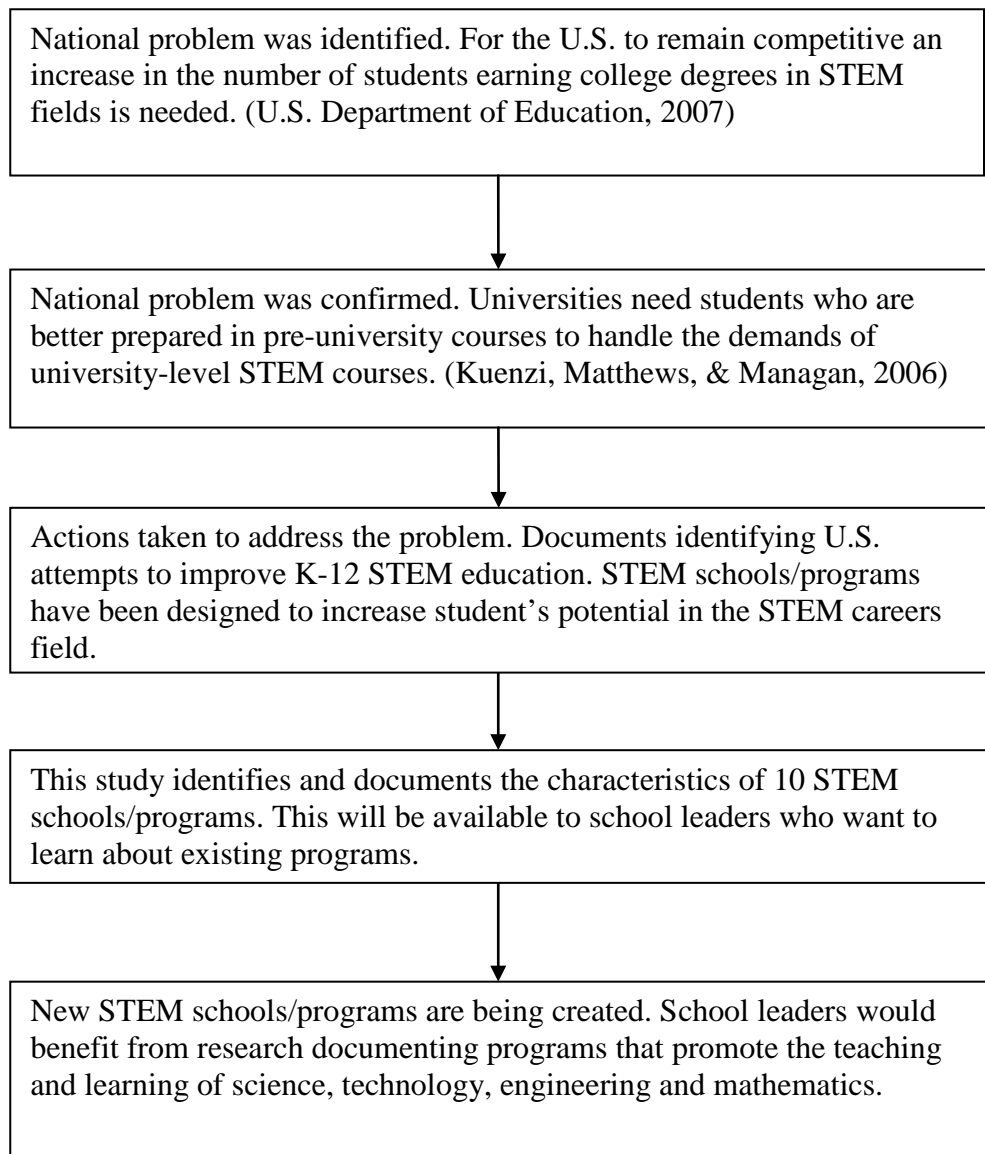 National problem was identified. For the U.S. to remain competitive an
increase in the number of students earning college degrees in STEM
fields is needed. (U.S. Department of Education, 2007)
National problem was confirmed. Universities need students who are
better prepared in pre-university courses to handle the demands of
university-level STEM courses. (Kuenzi, Matthews, & Managan, 2006)
Actions taken to address the problem. Documents identifying U.S.
attempts to improve K-12 STEM education. STEM schools/programs
have been designed to increase student’s potential in the STEM careers
field.
This study identifies and documents the characteristics of 10 STEM
schools/programs. This will be available to school leaders who want to
learn about existing programs.
New STEM schools/programs are being created. School leaders would
benefit from research documenting programs that promote the teaching
and learning of science, technology, engineering and mathematics.